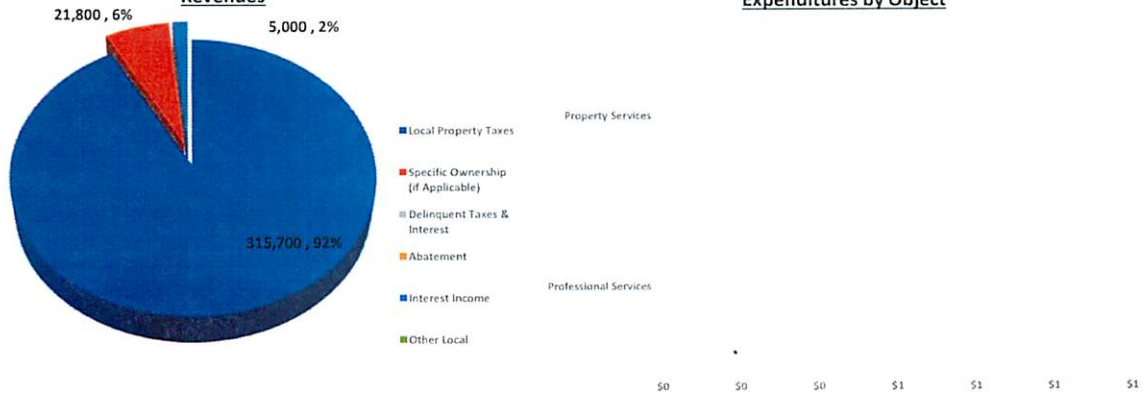 Revenues
21,800 , 6%
5,000 , 2%
315,700 , 92%
Local Property Taxes
Specific Ownership
(if Applicable)
Delinquent Taxes &
Interest
Abatement
Interest Income
Other Local
Expenditures by Object
Property Services
Professional Services
$0 $0 $0 $1 $1 $1 $1